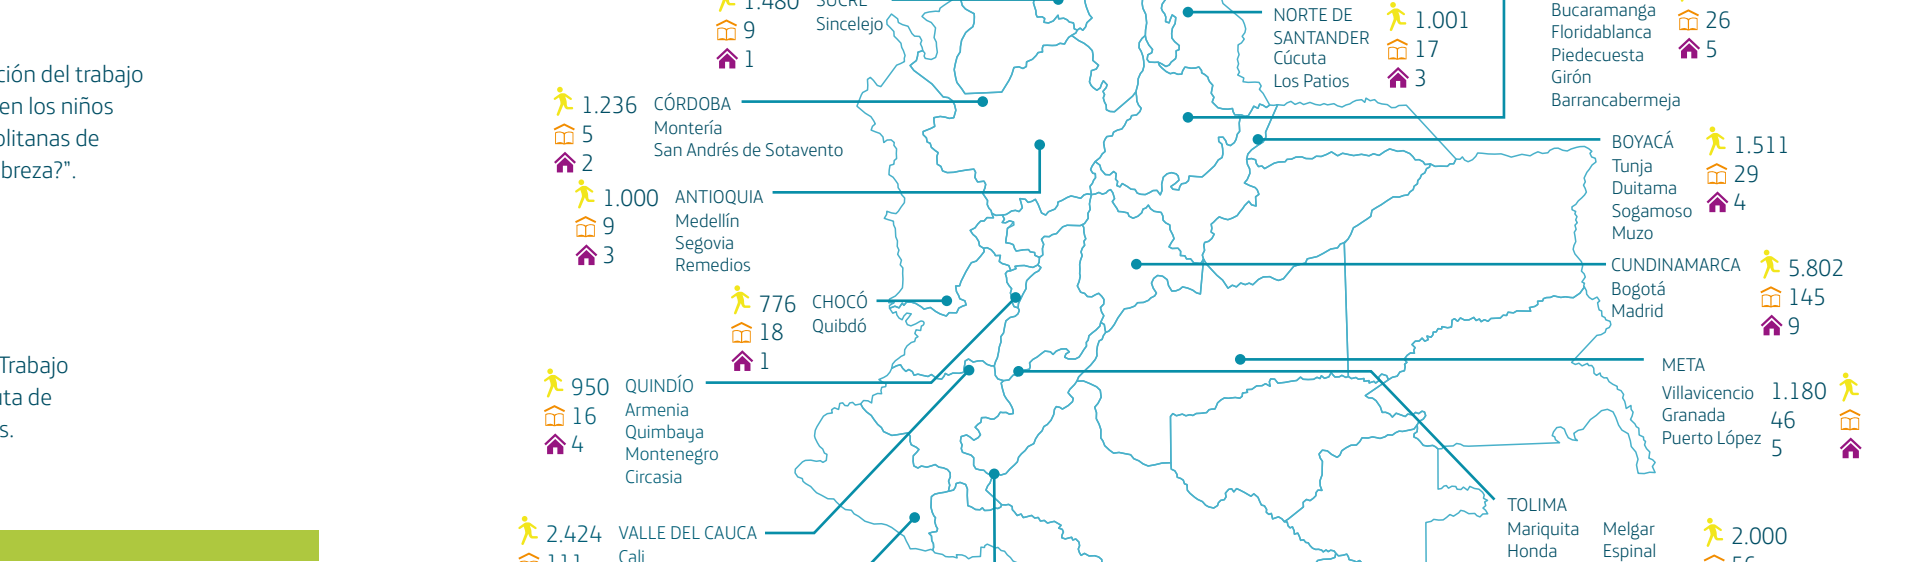 ción del trabajo
en los niños
olitanas de
breza?”.
Trabajo
uta de
s.
1.480 SUCRE
9 Sincelejo
1
1.236 CÓRDOBA
5 Montería
2 San Andrés de Sotavento
1.000 ANTIOQUIA
9 Medellín
3 Segovia
Remedios
776 CHOCÓ
18 Quibdó
1
950 QUINDÍO
16 Armenia
4 Quimbaya
Montenegro
Circasia
2.424 VALLE DEL CAUCA
111 Cali
NORTE DE
SANTANDER
Cúcuta
Los Patios
1.001
17
3
Bucaramanga
Floridablanca
Piedecuesta
Girón
Barrancabermeja
26
5
BOYACÁ 1.511
Tunja 29
Duitama 4
Sogamoso
Muzo
CUNDINAMARCA 5.802
Bogotá 145
Madrid 9
META
Villavicencio 1.180
Granada 46
Puerto López 5
TOLIMA
Mariquita Melgar 2.000
Honda Espinal 56